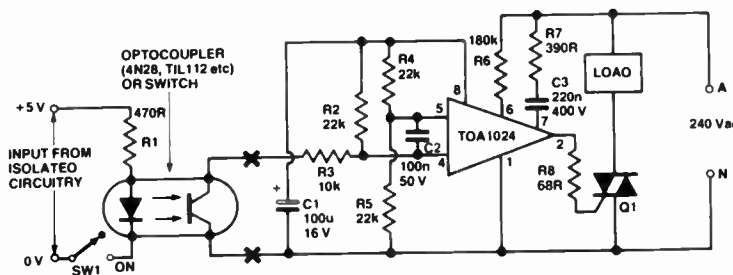 OPTOCOUPLER
(4N28, TIL112 etc)
OR SWITCH
+5 V
470R
R1
INPUT FROM
ISOLATEO
CIRCUITRY
0 V
SW1
ON
R3
10k
R2
22k
+
C1
100u
16 V
R4
22k
R5
22k
C2
100n
50 V
5
4
8
TOA1024
6
7
2
1
180k
R6
R7
390R
C3
220n
400 V
R8
68R
LOAO
Q1
A
240 Vac
N